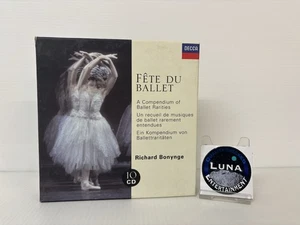 DECCA
FÊTE DU
BALLET
A Compendium of
Ballet Rarities
Un recueil de musiques
de ballet rarement
entendues
Ein Kompendium von
Ballettraritäten
Richard Bonynge
10
CD
LUNA
ENTERTAINMENT